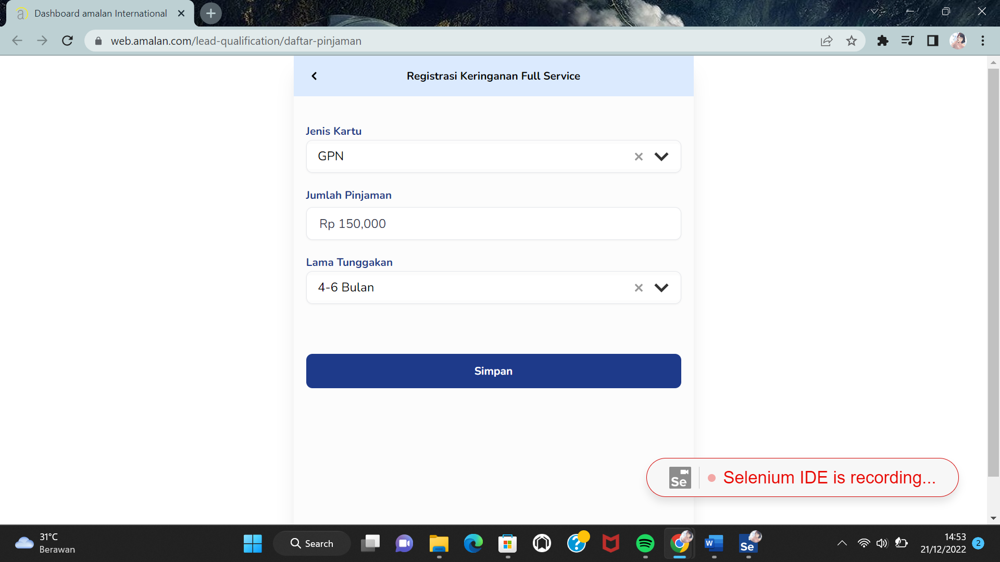 Dashboard amalan International
web.amalan.com/lead-qualification/daftar-pinjaman
Registrasi Keringanan Full Service
Jenis Kartu
GPN
Jumlah Pinjaman
Rp 150,000
Lama Tunggakan
4-6 Bulan
Simpan
Se
Selenium IDE is recording...
31°C
Berawan
Search
W
Se
14:53
21/12/2022
2